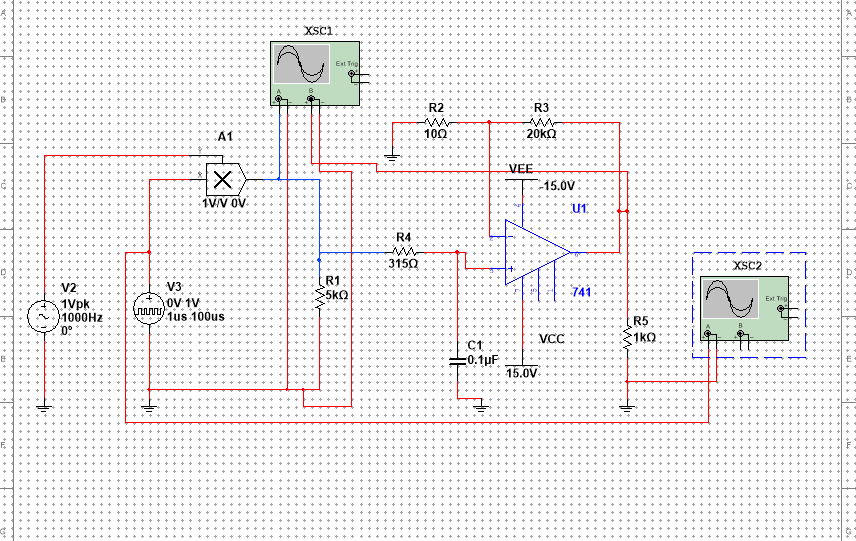 A
A
XSC1
Ext Trig
A
B
B
B
R2
10Ω
R3
20kΩ
A1
Y
X
1V/V 0V
C
C
VEE
-15.0V
U1
741
R4
315Ω
D
D
R1
5kΩ
V2
1Vpk
1000Hz
0°
V3
0V 1V
1us 100us
XSC2
Ext Trig
A
B
VCC
15.0V
C1
0.1µF
R5
1kΩ
E
E
F
F
G
G